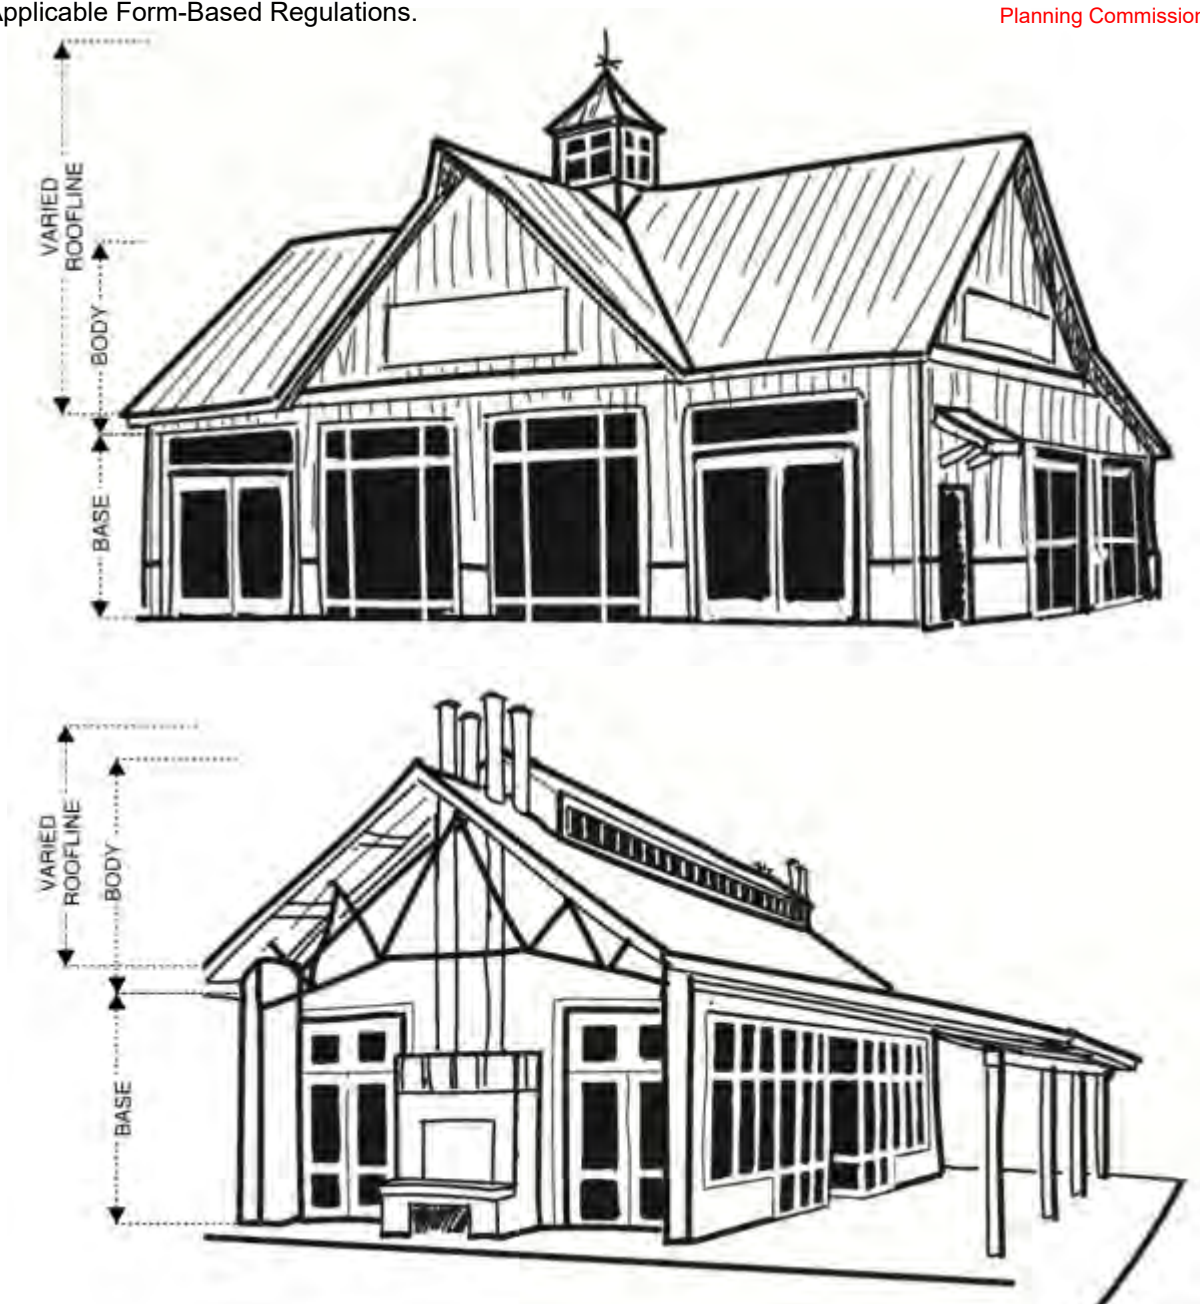 Applicable Form-Based Regulations.
Planning Commission
VARIED
ROOFLINE
BODY
BASE
VARIED
ROOFLINE
BODY
BASE